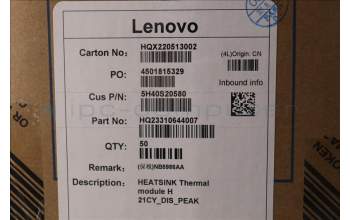 Lenovo
Carton No: HQX220513002
(4L)Origin: CN
PO: 4501815329
Inbound info
Cus P/N: 5H40S20580
Part No: HQ23310644007
QTY: 50
Remark: NB8986AA
Description: HEATSINK Thermal
module H
21CY_DIS_PEAK